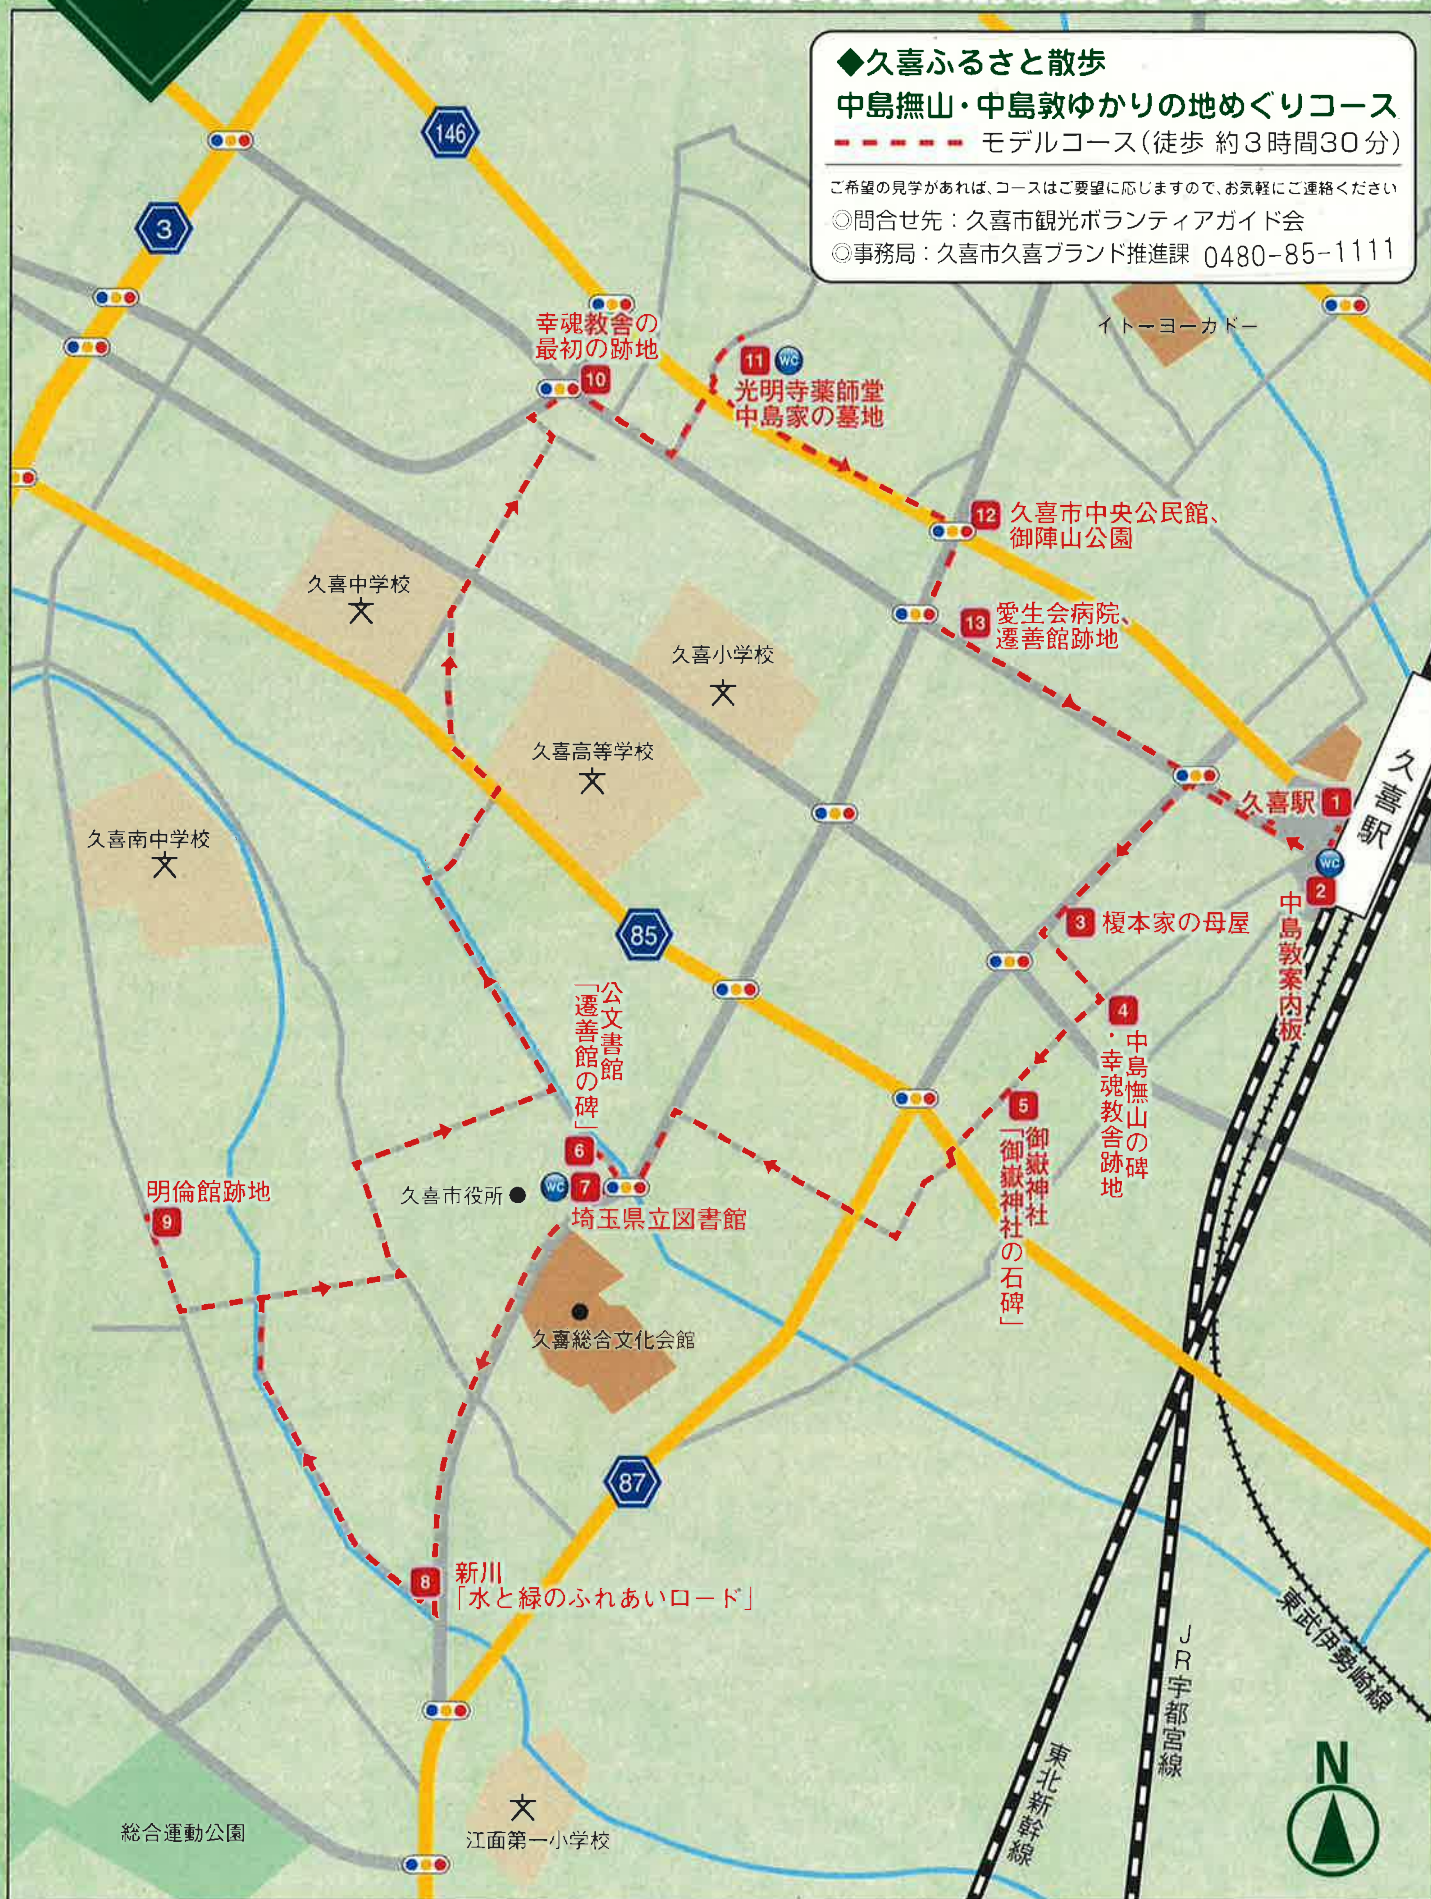 ◆久喜ふるさと散歩
中島撫山・中島敦ゆかりの地めぐりコース
モデルコース(徒歩 約3時間30分)
ご希望の見学があれば、コースはご要望に応じますので、お気軽にご連絡ください
◎問合せ先：久喜市観光ボランティアガイド会
◎事務局：久喜市久喜ブランド推進課 0480-85-1111
146
3
イトーヨーカドー
幸魂教舎の
最初の跡地
10
11 WC
光明寺薬師堂
中島家の墓地
12 久喜市中央公民館、
御陣山公園
久喜中学校
13 愛生会病院、
遷善館跡地
久喜小学校
久喜高等学校
久喜駅
久喜駅 1
久喜南中学校
WC
2
中島敦案内板
3 榎本家の母屋
85
4
中島撫山の碑
・幸魂教舎跡地
公文書館
「遷善館の碑」
5
御嶽神社
「御嶽神社の石碑」
6
久喜市役所
WC 7
埼玉県立図書館
明倫館跡地
9
久喜総合文化会館
87
8 新川
「水と緑のふれあいロード」
東武伊勢崎線
JR宇都宮線
東北新幹線
N
総合運動公園
江面第一小学校